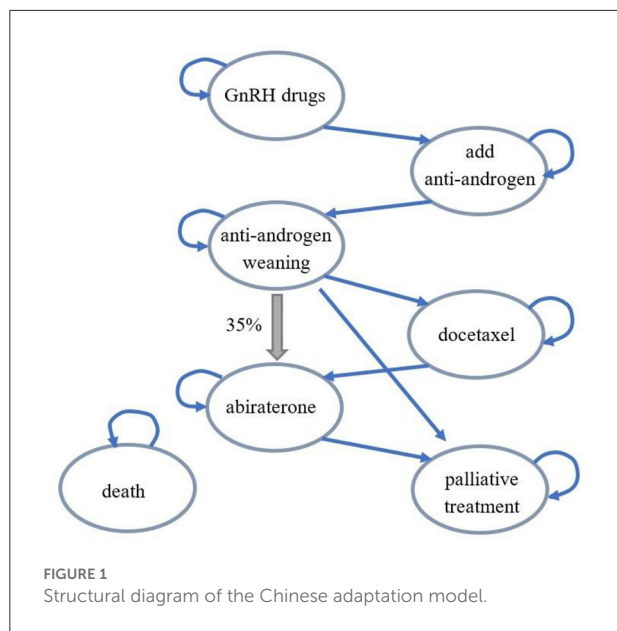 GnRH drugs
add
anti-androgen
anti-androgen
weaning
35%
docetaxel
abiraterone
death
palliative
treatment
FIGURE 1
Structural diagram of the Chinese adaptation model.